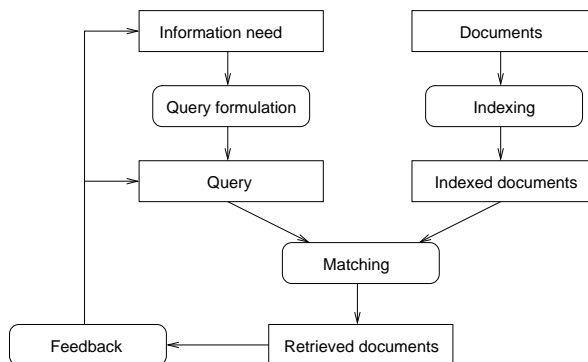 Information need
Documents
Query formulation
Indexing
Query
Indexed documents
Matching
Feedback
Retrieved documents